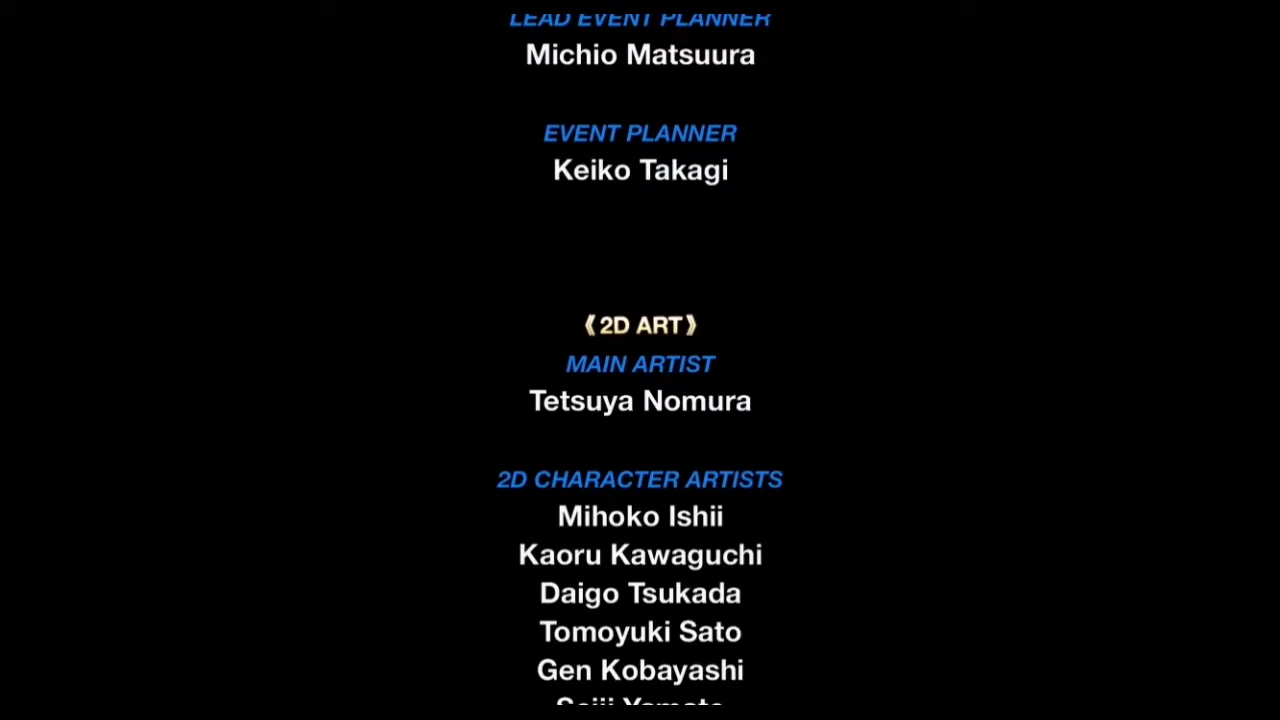 LEAD EVENT PLANNER
Michio Matsuura
EVENT PLANNER
Keiko Takagi
《2D ART》
MAIN ARTIST
Tetsuya Nomura
2D CHARACTER ARTISTS
Mihoko Ishii
Kaoru Kawaguchi
Daigo Tsukada
Tomoyuki Sato
Gen Kobayashi